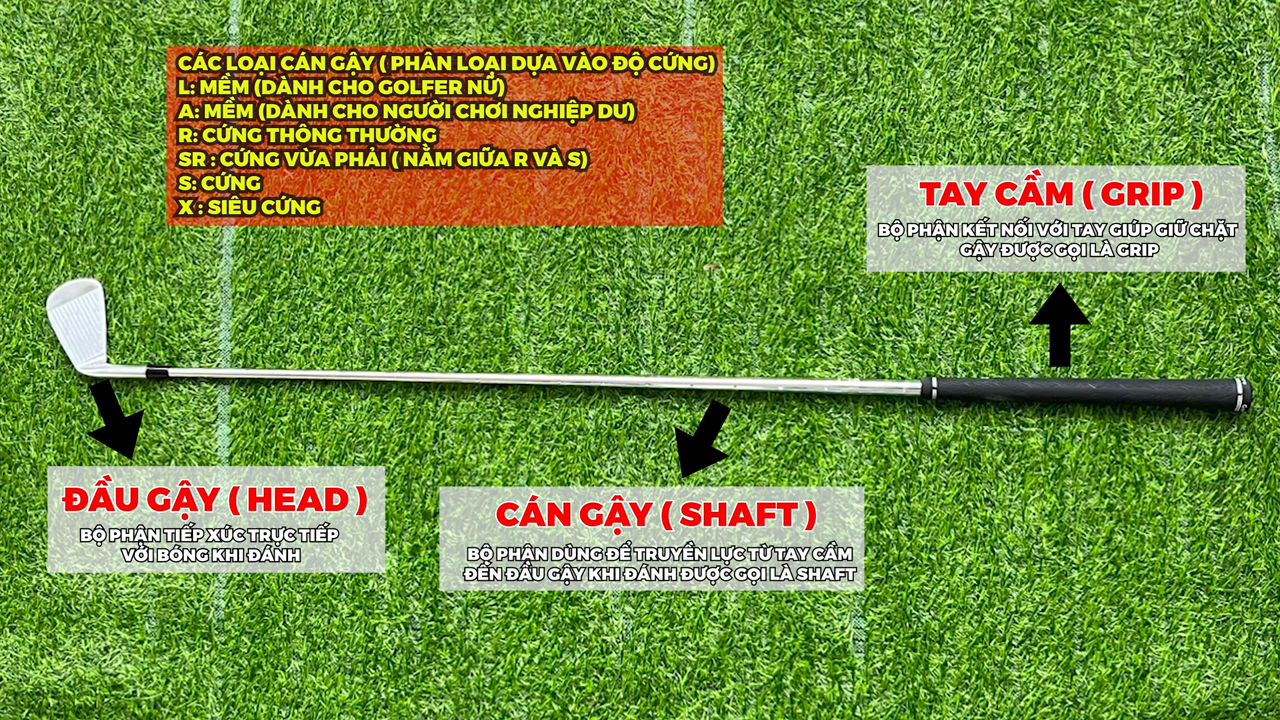 CÁC LOẠI CÁN GẬY ( PHÂN LOẠI DỰA VÀO ĐỘ CỨNG)
L: MỀM (DÀNH CHO GOLFER NỮ)
A: MỀM (DÀNH CHO NGƯỜI CHƠI NGHIỆP DƯ)
R: CỨNG THÔNG THƯỜNG
SR : CỨNG VỪA PHẢI ( NẰM GIỮA R VÀ S)
S: CỨNG
X : SIÊU CỨNG
TAY CẦM ( GRIP )
BỘ PHẬN KẾT NỐI VỚI TAY GIÚP GIỮ CHẶT
GẬY ĐƯỢC GỌI LÀ GRIP
ĐẦU GẬY ( HEAD )
BỘ PHẬN TIẾP XÚC TRỰC TIẾP
VỚI BÓNG KHI ĐÁNH
CÁN GẬY ( SHAFT )
BỘ PHẬN DÙNG ĐỂ TRUYỀN LỰC TỪ TAY CẦM
ĐẾN ĐẦU GẬY KHI ĐÁNH ĐƯỢC GỌI LÀ SHAFT